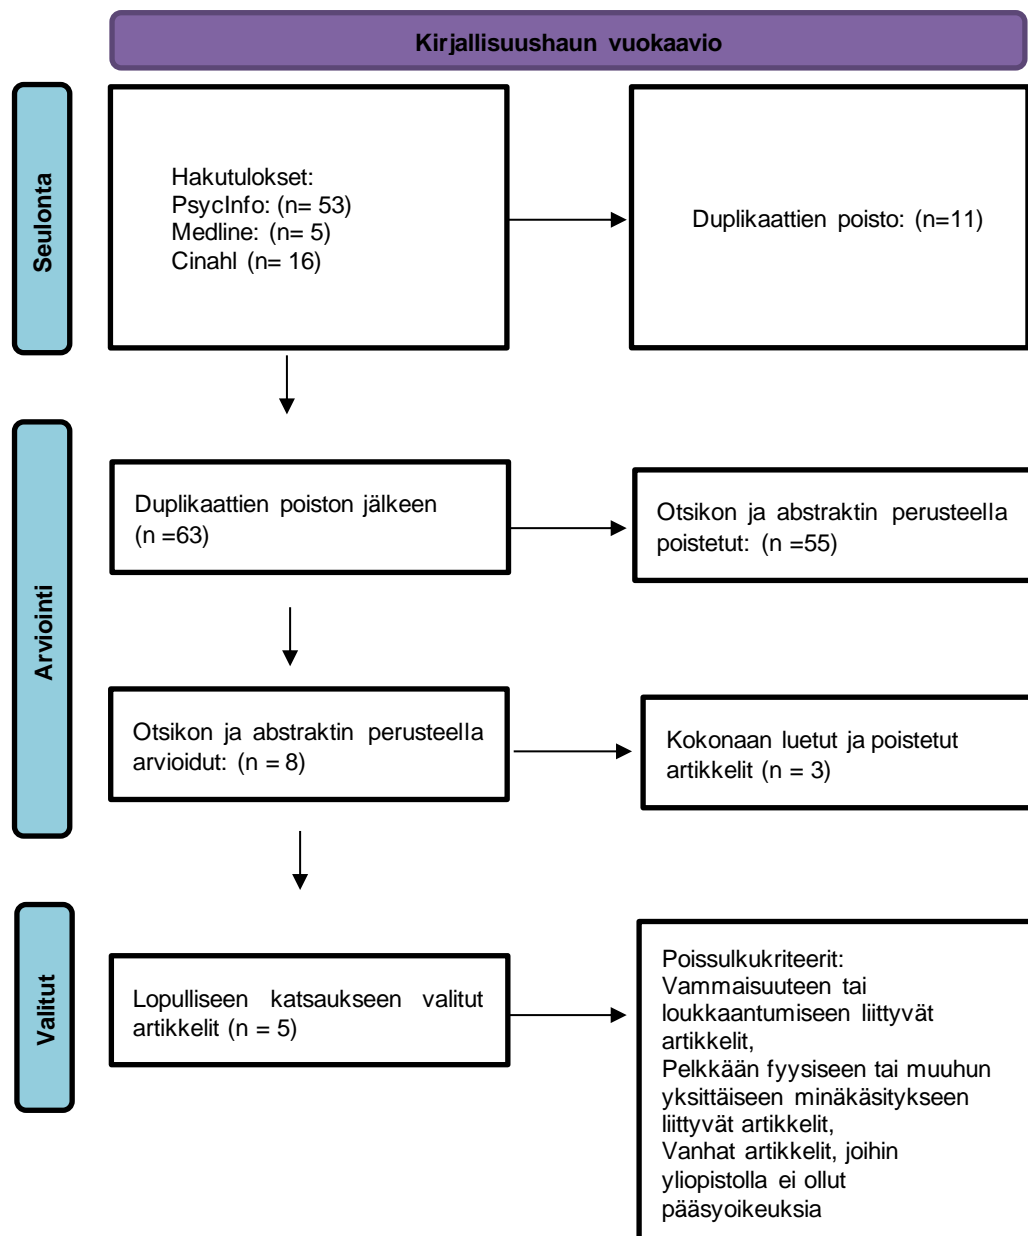 Kirjallisuushaun vuokaavio
Seulonta
Hakutulokset:
PsycInfo: (n= 53)
Medline: (n= 5)
Cinahl (n= 16)
Duplikaattien poisto: (n=11)
Arviointi
Duplikaattien poiston jälkeen
(n =63)
Otsikon ja abstraktin perusteella
poistetut: (n =55)
Otsikon ja abstraktin perusteella
arvioidut: (n = 8)
Kokonaan luetut ja poistetut
artikkelit (n = 3)
Valitut
Lopulliseen katsaukseen valitut
artikkelit (n = 5)
Poissulkukriteerit:
Vammaisuuteen tai
loukkaantumiseen liittyvät
artikkelit,
Pelkkään fyysiseen tai muuhun
yksittäiseen minäkäsitykseen
liittyvät artikkelit,
Vanhat artikkelit, joihin
yliopistolla ei ollut
pääsyoikeuksia